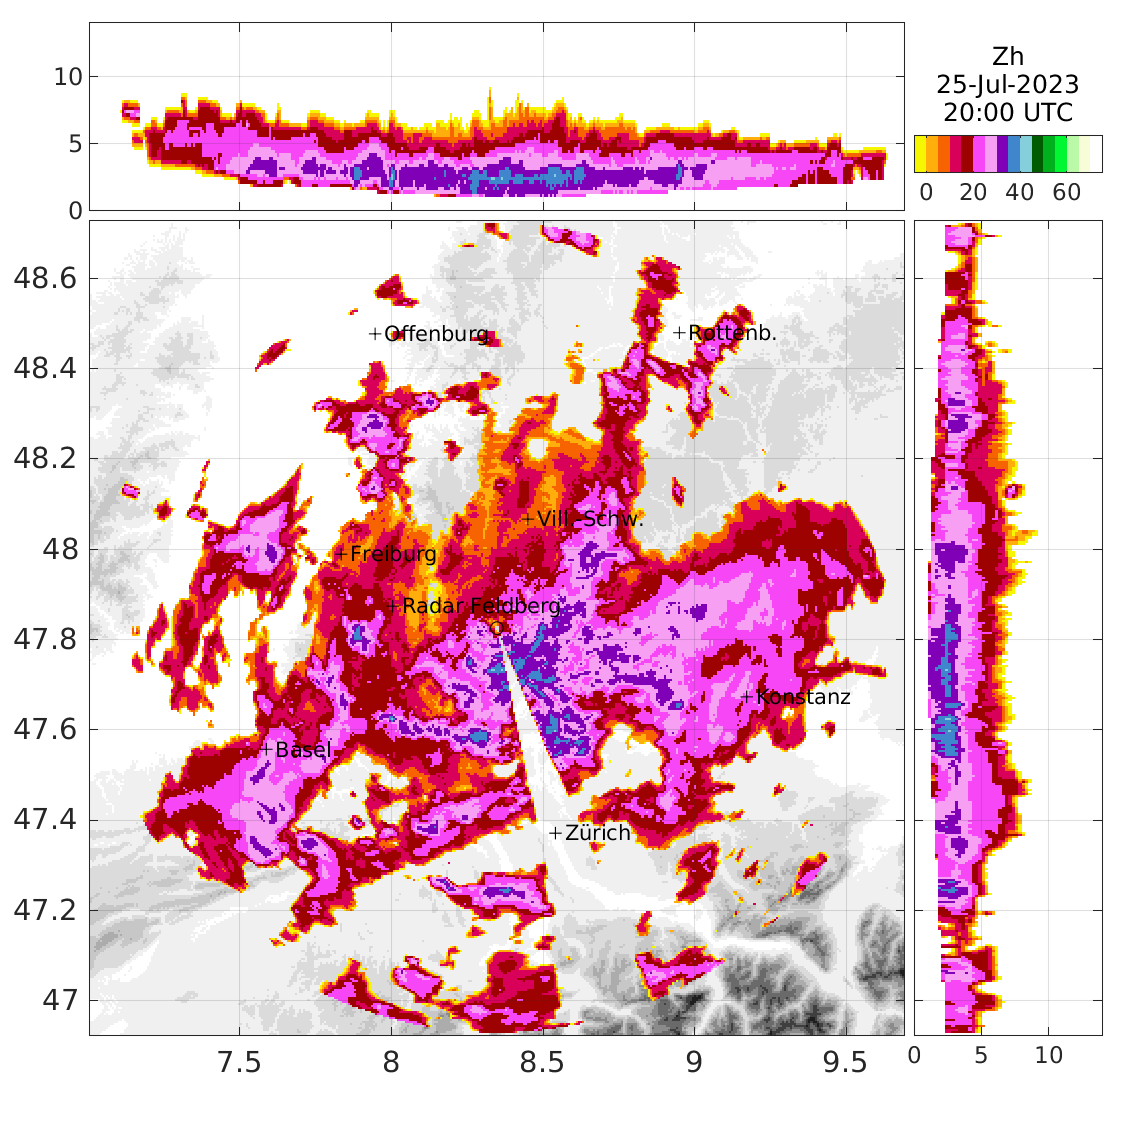 10
5
0
Zh
25-Jul-2023
20:00 UTC
0 20 40 60
48.6
48.4
48.2
48
47.8
47.6
47.4
47.2
47
+Offenburg
+Rottenb.
+Vill.-Schw.
+Freiburg
+Radar Feldberg
+Konstanz
+Basel
+Zürich
7.5 8 8.5 9 9.5
0 5 10